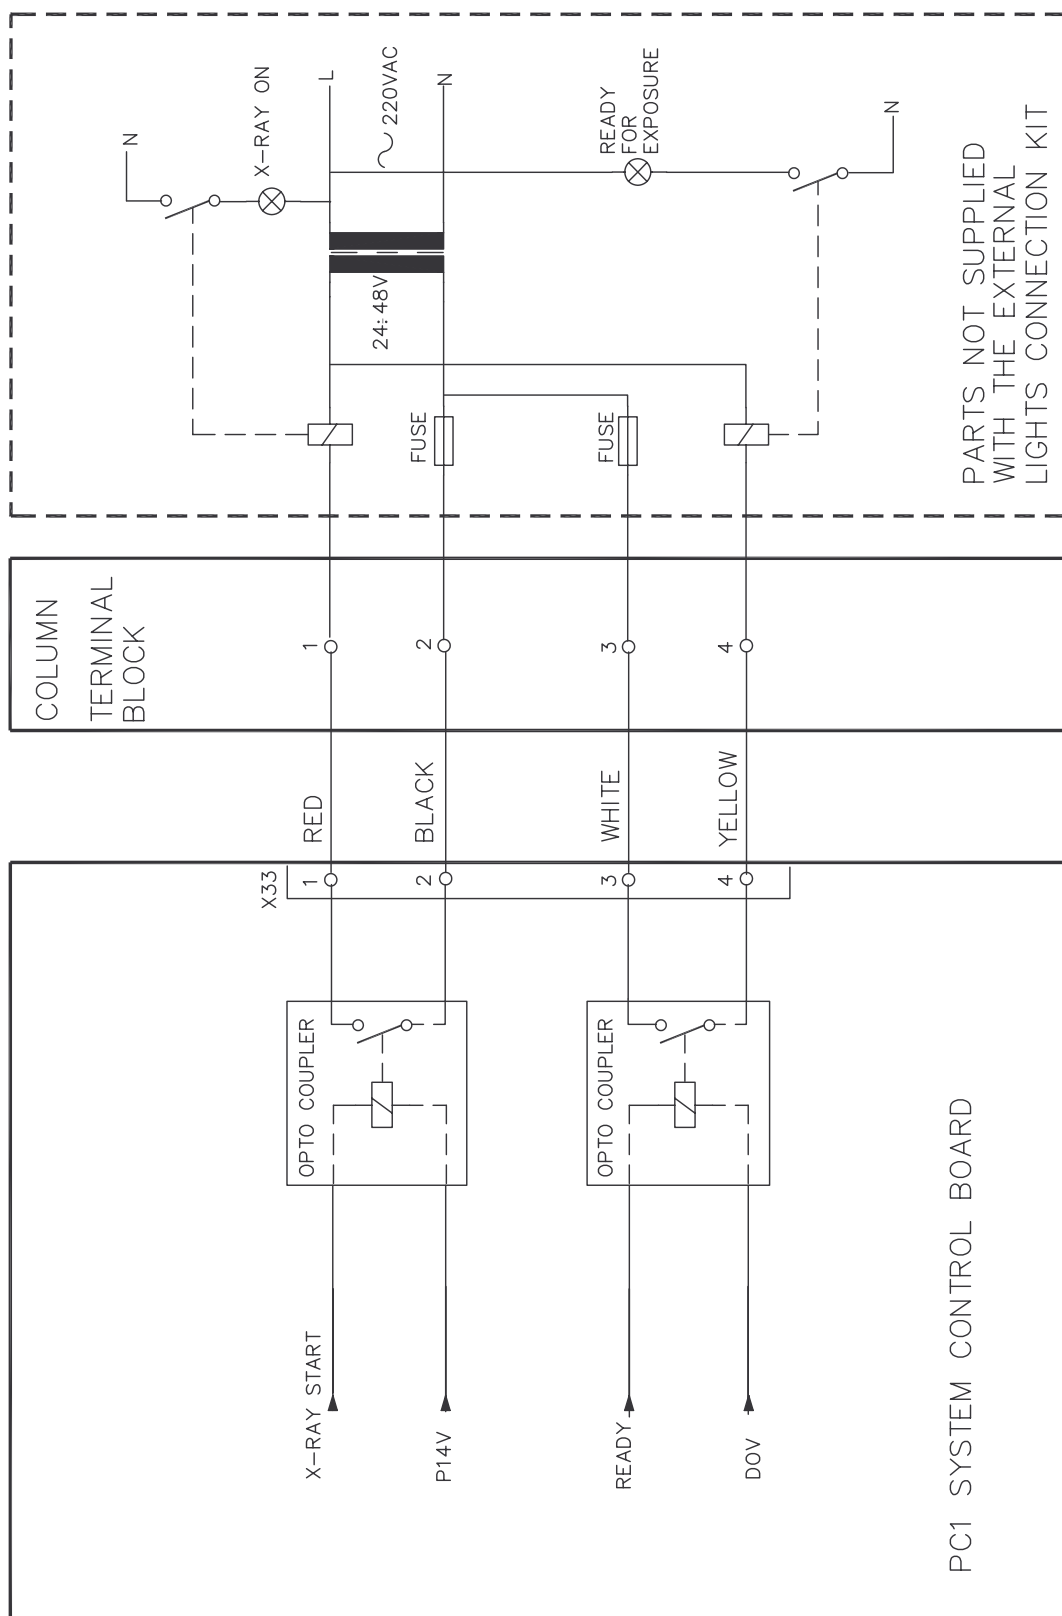 PC1 SYSTEM CONTROL BOARD
X-RAY START
P14V
READY
D0V
OPTO COUPLER
OPTO COUPLER
X33
1
2
3
4
RED
BLACK
WHITE
YELLOW
COLUMN
TERMINAL
BLOCK
1
2
3
4
FUSE
FUSE
24:48V
N
X-RAY ON
L
220VAC
N
READY
FOR
EXPOSURE
N
PARTS NOT SUPPLIED
WITH THE EXTERNAL
LIGHTS CONNECTION KIT